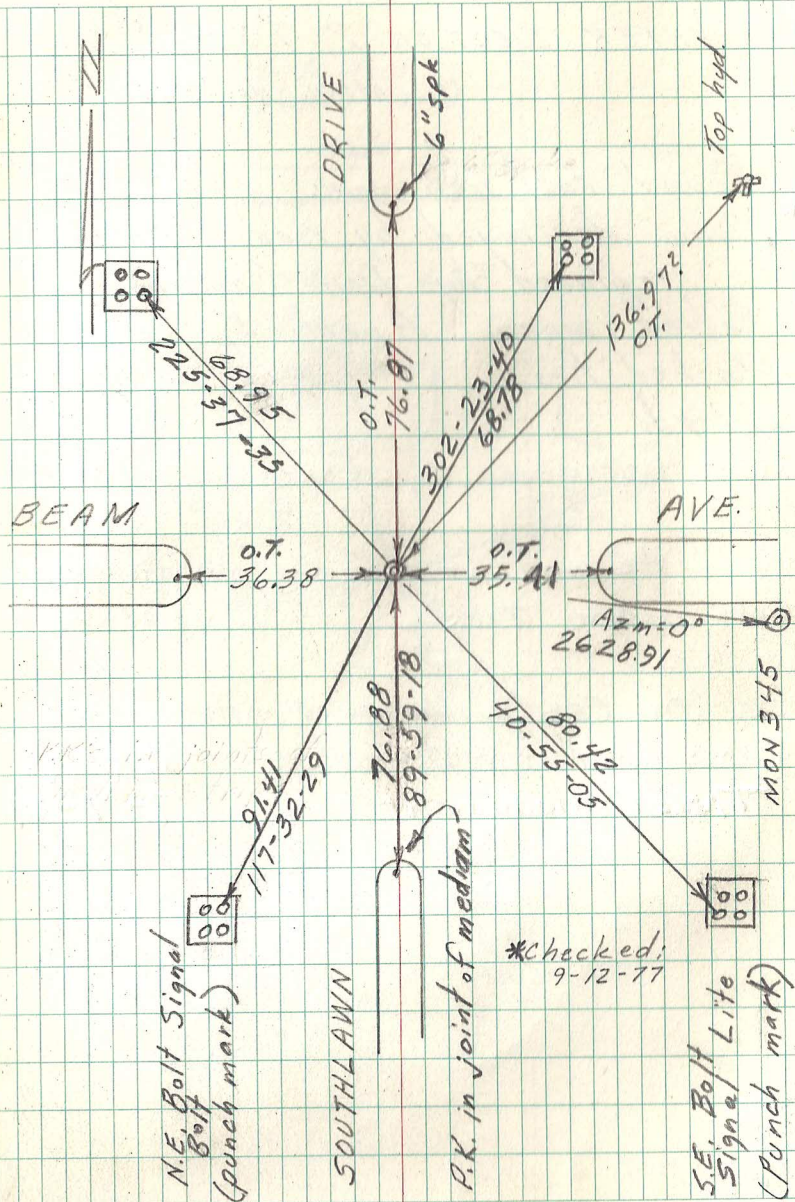 N
DRIVE
6" spk
Top hyd.
68.95
225-37-35
O.T.
76.87
302-23-40
68.78
136.97?
O.T.
BEAM
AVE.
O.T.
36.38
O.T.
35.41
Azm=0°
2628.91
MON 345
91.41
117-32-29
76.88
89-59-18
80.42
40-55-05
N.E. Bolt Signal
Bolt
(punch mark)
SOUTHLAWN
P.K. in joint of median
*checked:
9-12-77
S.E. Bolt
Signal Lite
(Punch mark)